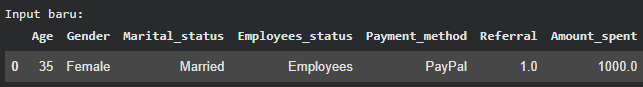 Input baru:
Age Gender Marital_status Employees_status Payment_method Referral Amount_spent
0 35 Female Married Employees PayPal 1.0 1000.0